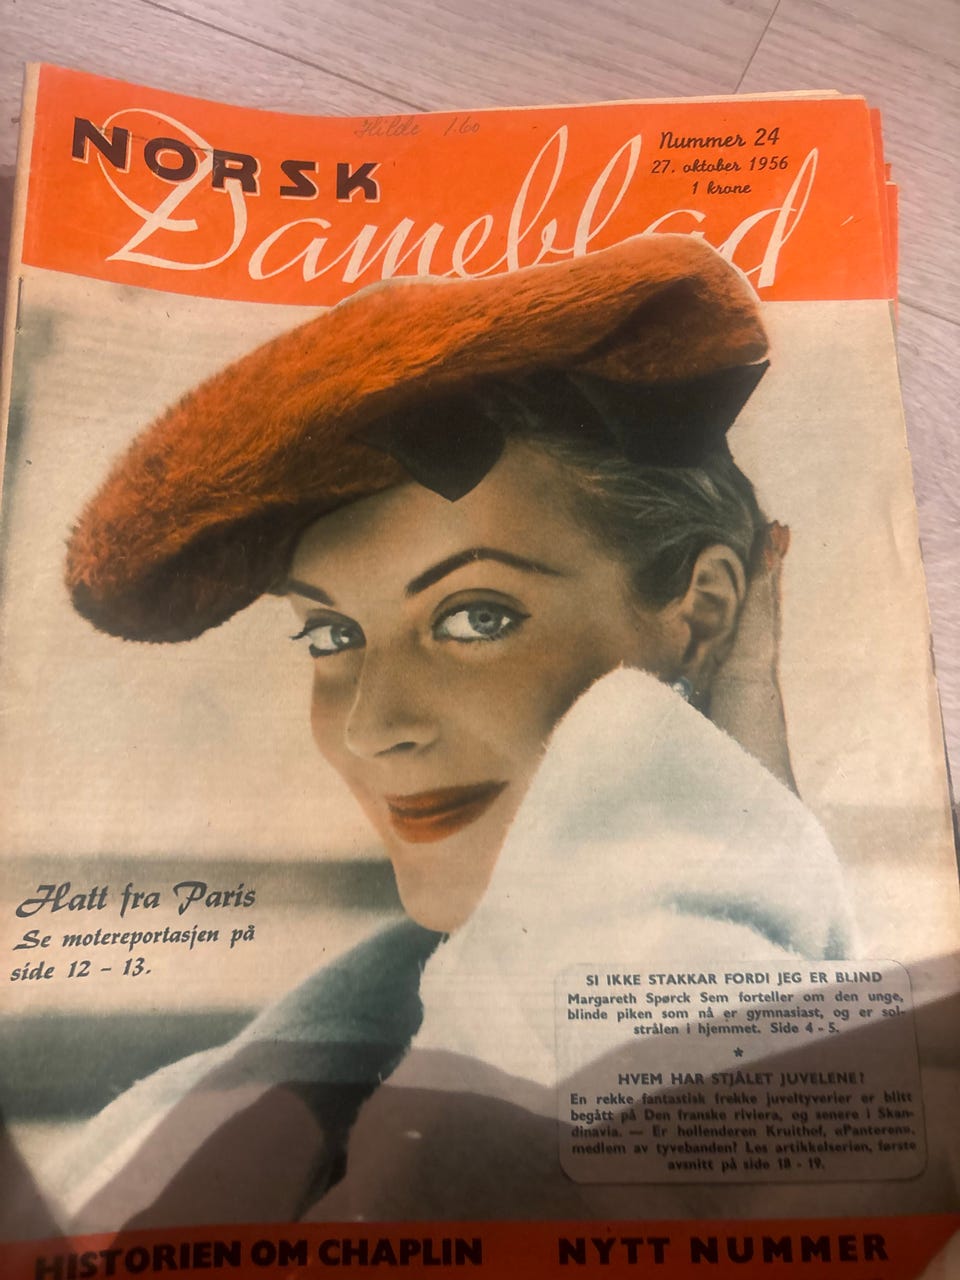 Hilde 1.60
NORSK
Dameblad
Nummer 24
27. oktober 1956
1 krone
Hatt fra Paris
Se motereportasjen på
side 12 - 13.
SI IKKE STAKKAR FORDI JEG ER BLIND
Margareth Spørck Sem forteller om den unge,
blinde piken som nå er gymnasiast, og er sol-
strålen i hjemmet. Side 4 - 5.
*
HVEM HAR STJÅLET JUVELENE?
En rekke fantastisk frekke juveltyverier er blitt
begått på Den franske riviera, og senere i Skan-
dinavia. — Er hollenderen Kruithof, «Panteren»,
medlem av tyvebanden? Les artikkelserien, første
avsnitt på side 18 - 19.
HISTORIEN OM CHAPLIN
NYTT NUMMER